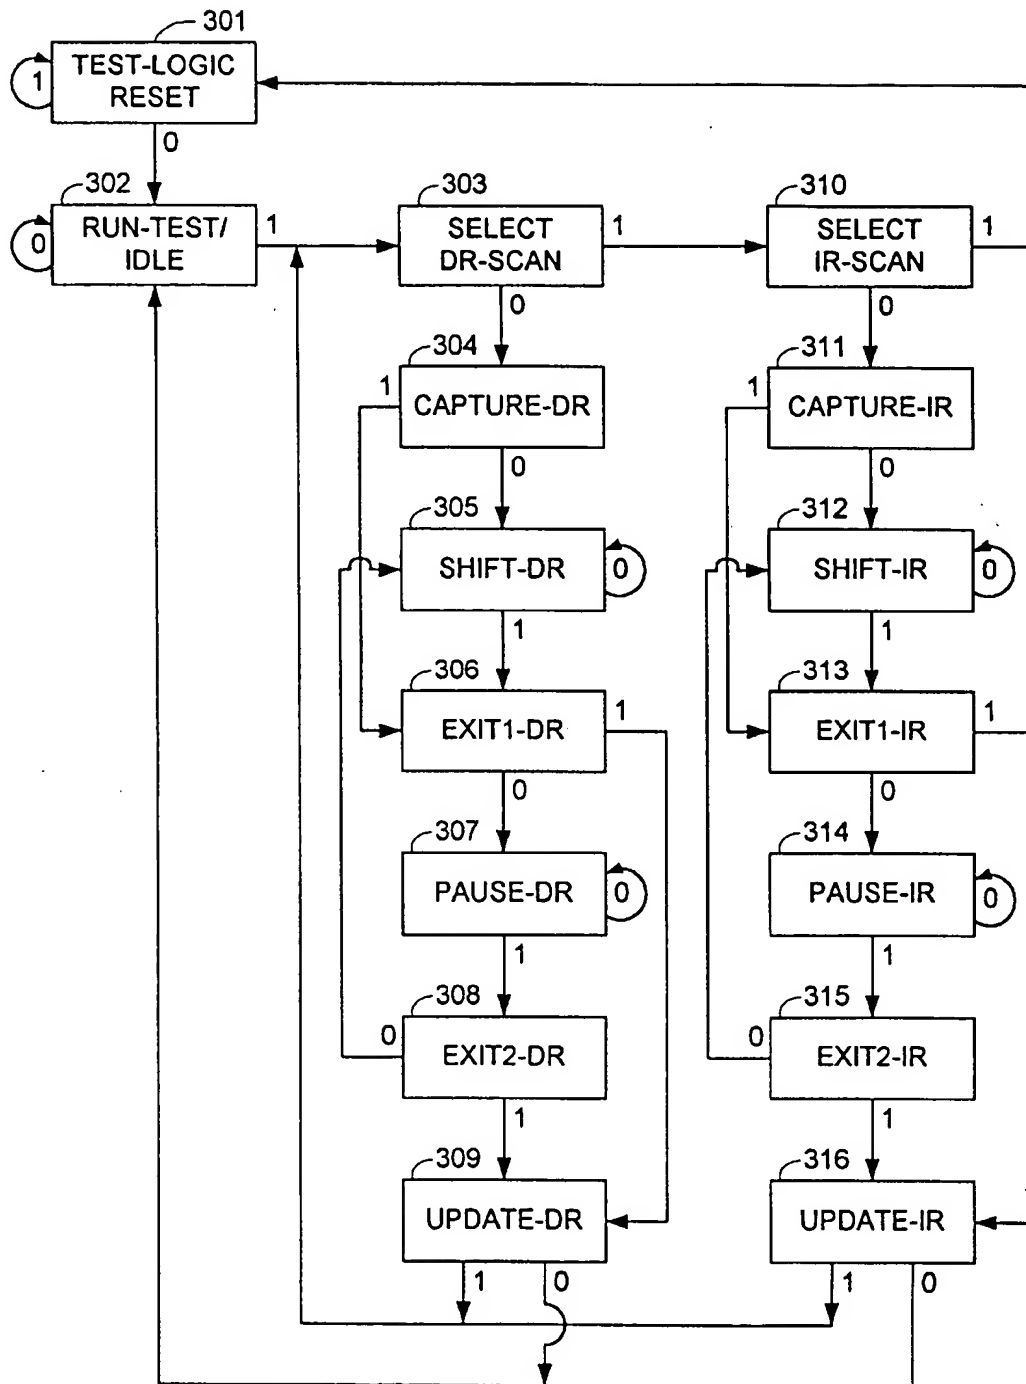 301
TEST-LOGIC
RESET
1
0
302
RUN-TEST/
IDLE
0
1
303
SELECT
DR-SCAN
1
0
310
SELECT
IR-SCAN
1
0
304
CAPTURE-DR
1
0
311
CAPTURE-IR
1
0
305
SHIFT-DR
0
1
312
SHIFT-IR
0
1
306
EXIT1-DR
1
0
313
EXIT1-IR
1
0
307
PAUSE-DR
0
1
314
PAUSE-IR
0
1
308
EXIT2-DR
0
1
315
EXIT2-IR
0
1
309
UPDATE-DR
1
0
316
UPDATE-IR
1
0